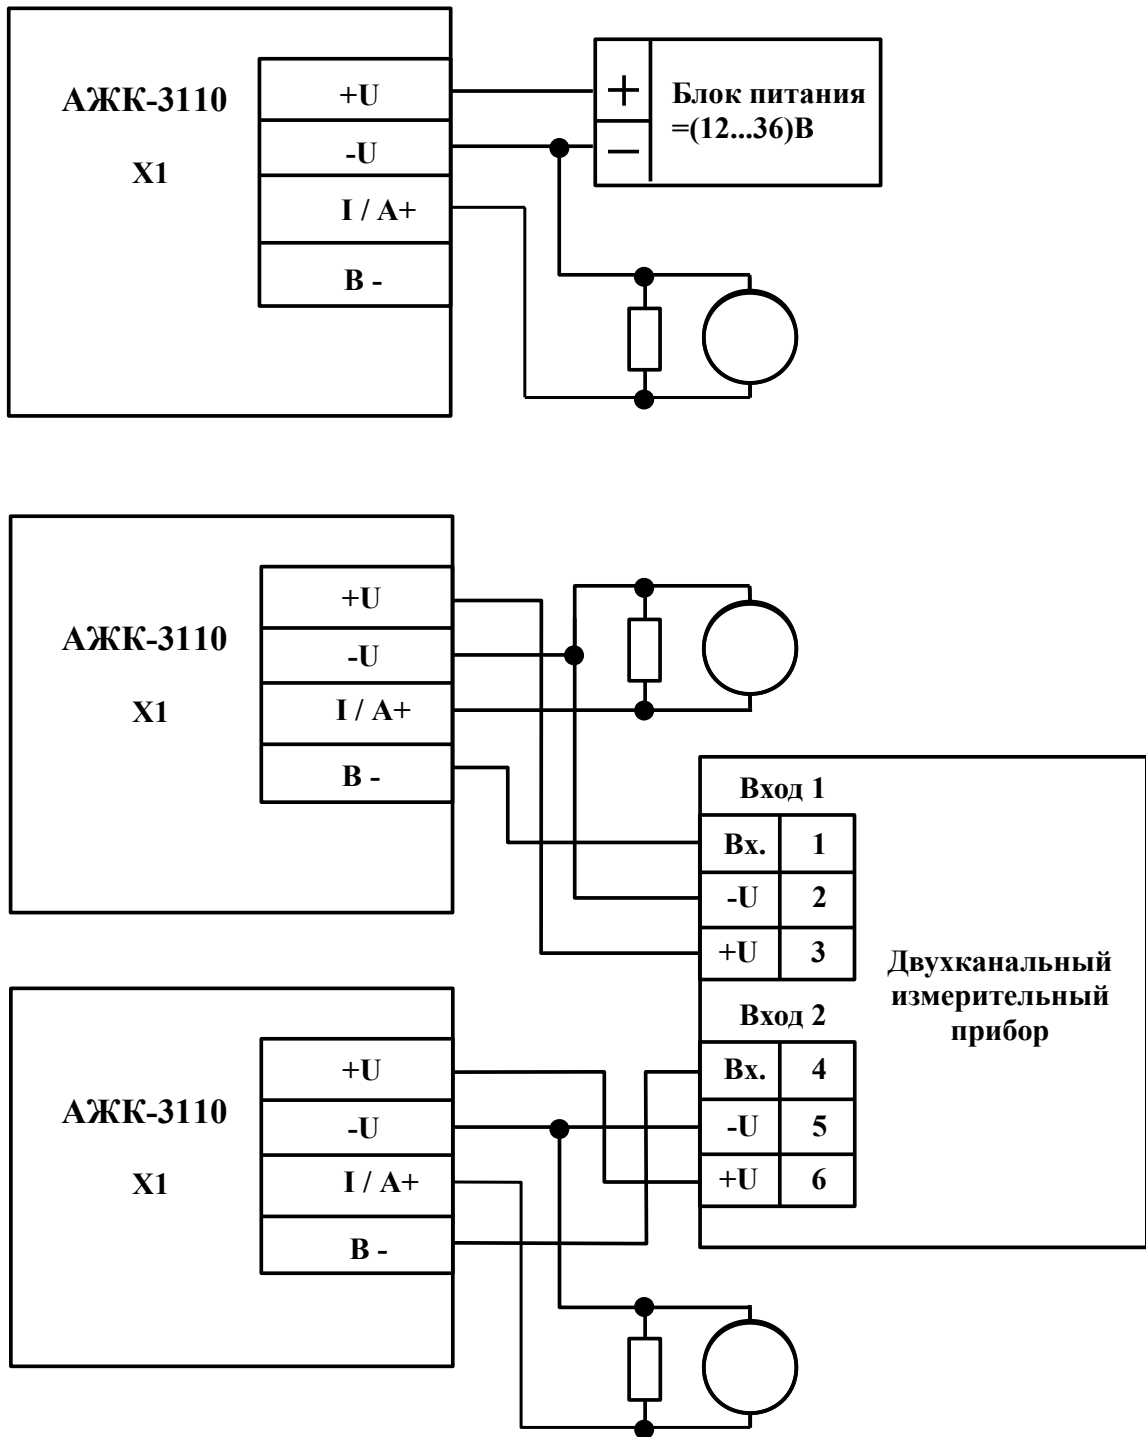 АЖК-3110
X1
+U
-U
I / A+
B -
+
−
Блок питания
=(12...36)В
АЖК-3110
X1
+U
-U
I / A+
B -
АЖК-3110
X1
+U
-U
I / A+
B -
Вход 1
Вх. 1
-U 2
+U 3
Вход 2
Вх. 4
-U 5
+U 6
Двухканальный
измерительный
прибор